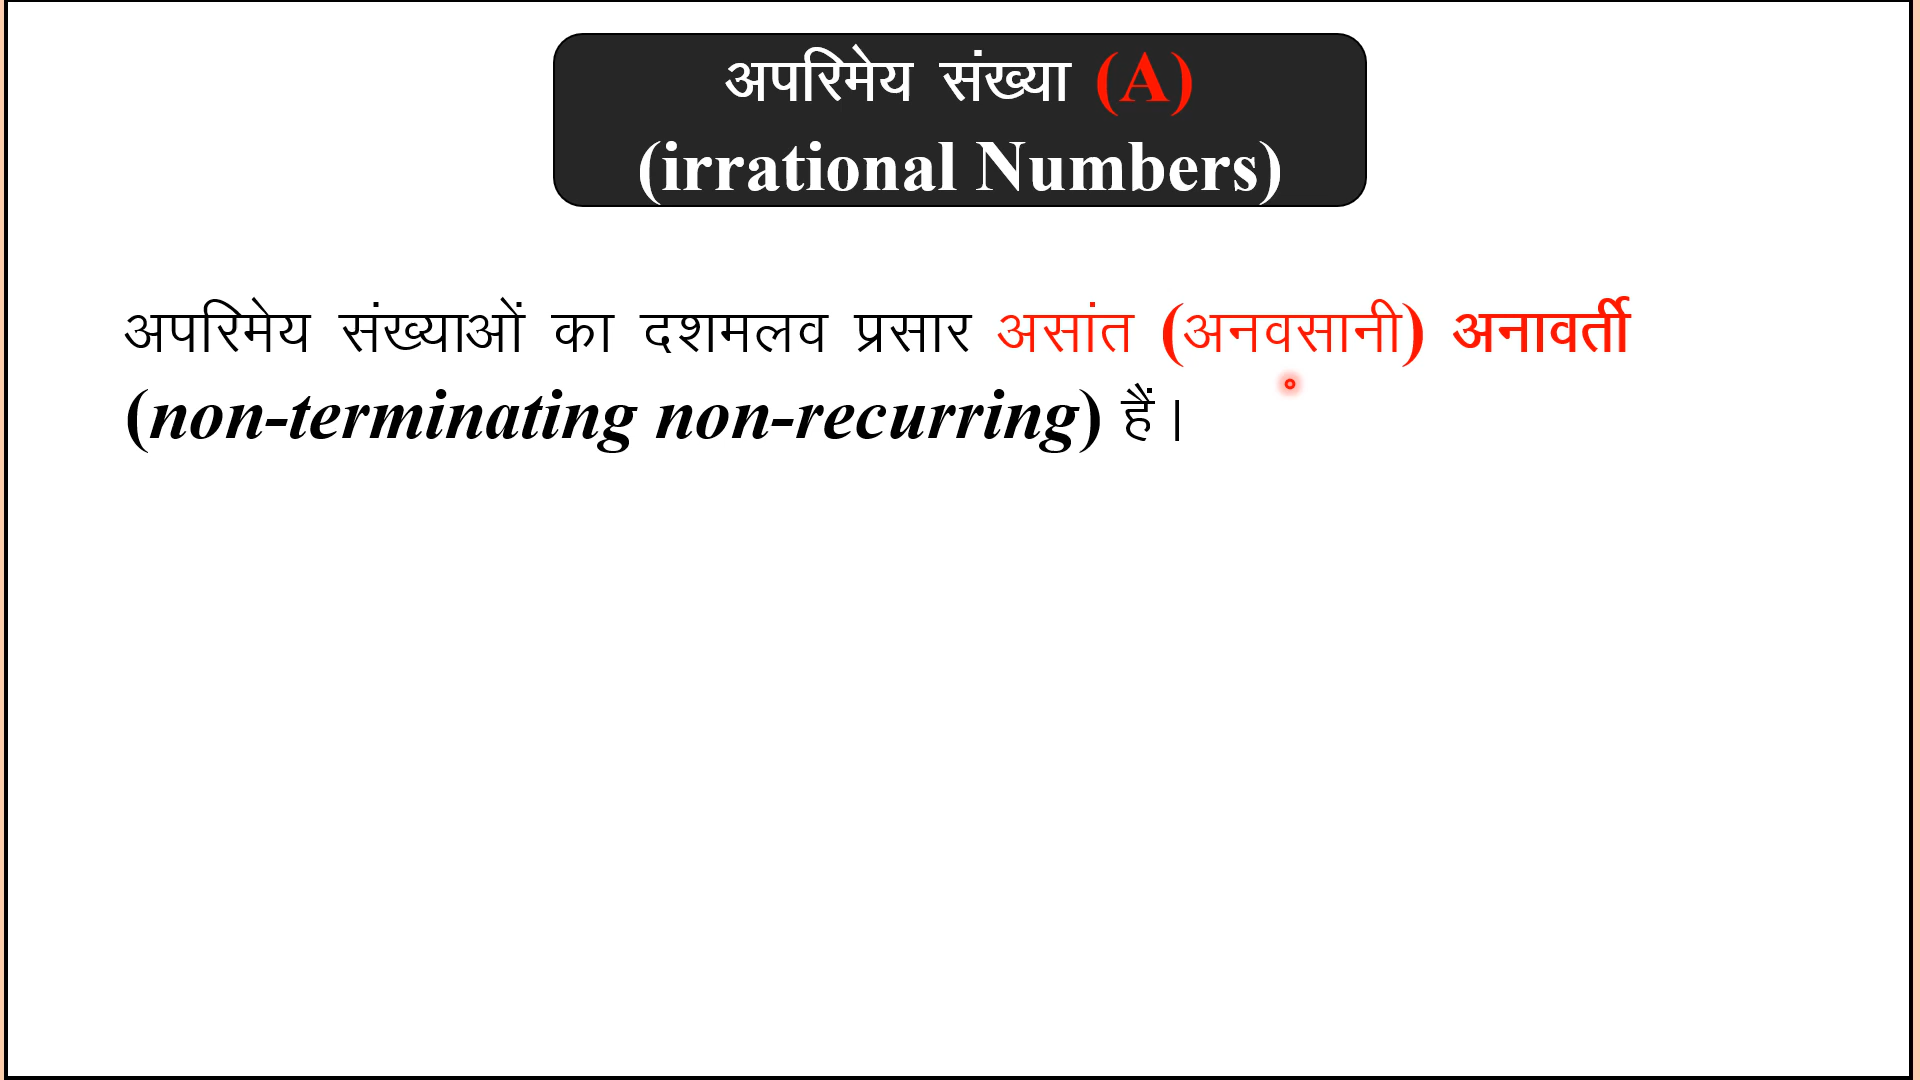 अपरिमेय संख्या (A)
(irrational Numbers)
अपरिमेय संख्याओं का दशमलव प्रसार असांत (अनवसानी) अनावर्ती
(non-terminating non-recurring) हैं।